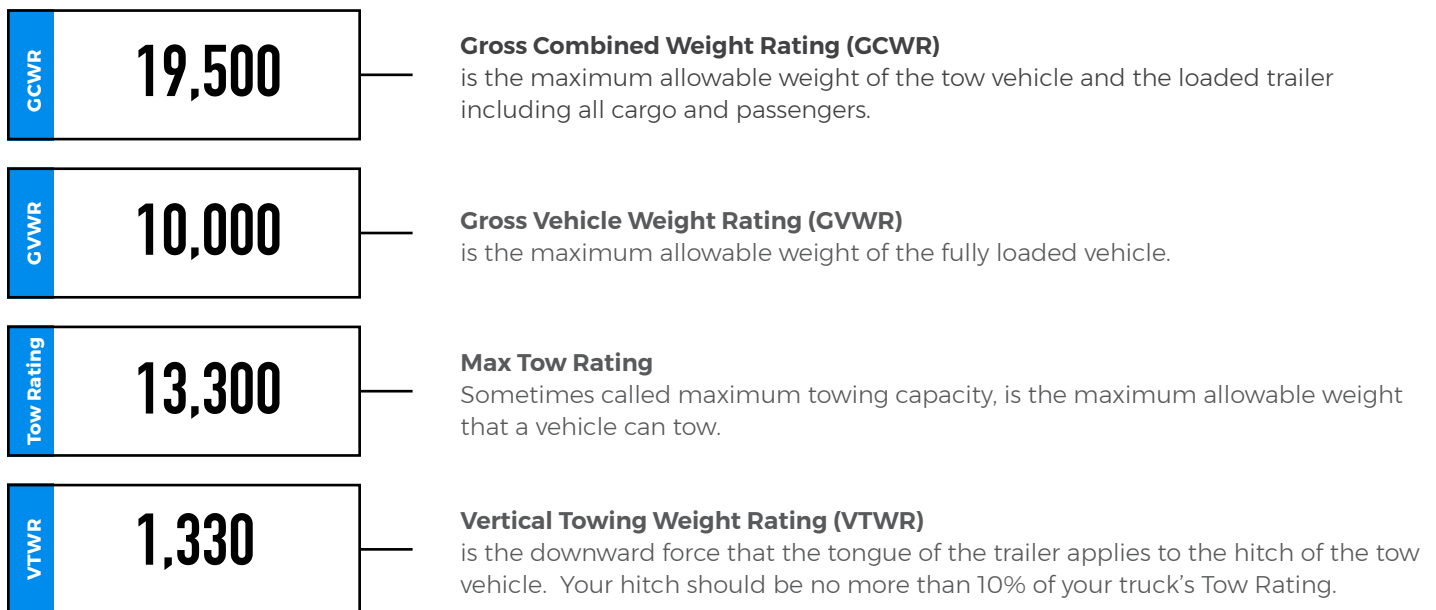 GCWR
19,500
Gross Combined Weight Rating (GCWR)
is the maximum allowable weight of the tow vehicle and the loaded trailer
including all cargo and passengers.
GVWR
10,000
Gross Vehicle Weight Rating (GVWR)
is the maximum allowable weight of the fully loaded vehicle.
Tow Rating
13,300
Max Tow Rating
Sometimes called maximum towing capacity, is the maximum allowable weight
that a vehicle can tow.
VTWR
1,330
Vertical Towing Weight Rating (VTWR)
is the downward force that the tongue of the trailer applies to the hitch of the tow
vehicle.  Your hitch should be no more than 10% of your truck’s Tow Rating.